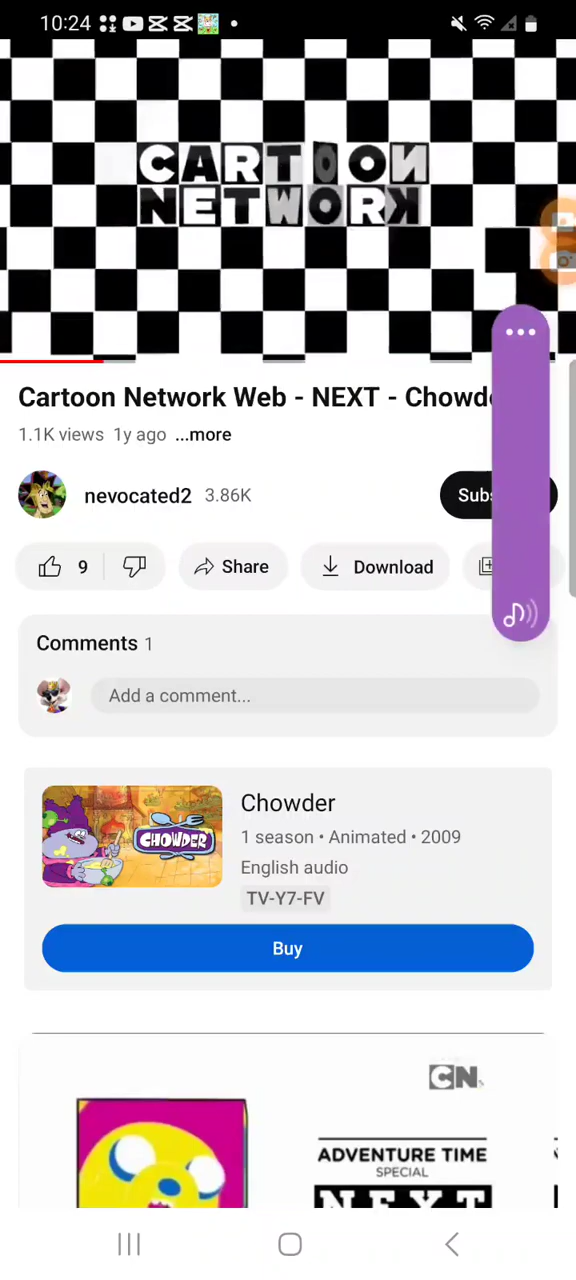 10:24
CARTOON
NETWORK
Cartoon Network Web - NEXT - Chowd
1.1K views 1y ago ...more
nevocated2 3.86K
Subs
9
Share
Download
Comments 1
Add a comment...
CHOWDER
Chowder
1 season • Animated • 2009
English audio
TV-Y7-FV
Buy
CN
ADVENTURE TIME
SPECIAL
NEXT